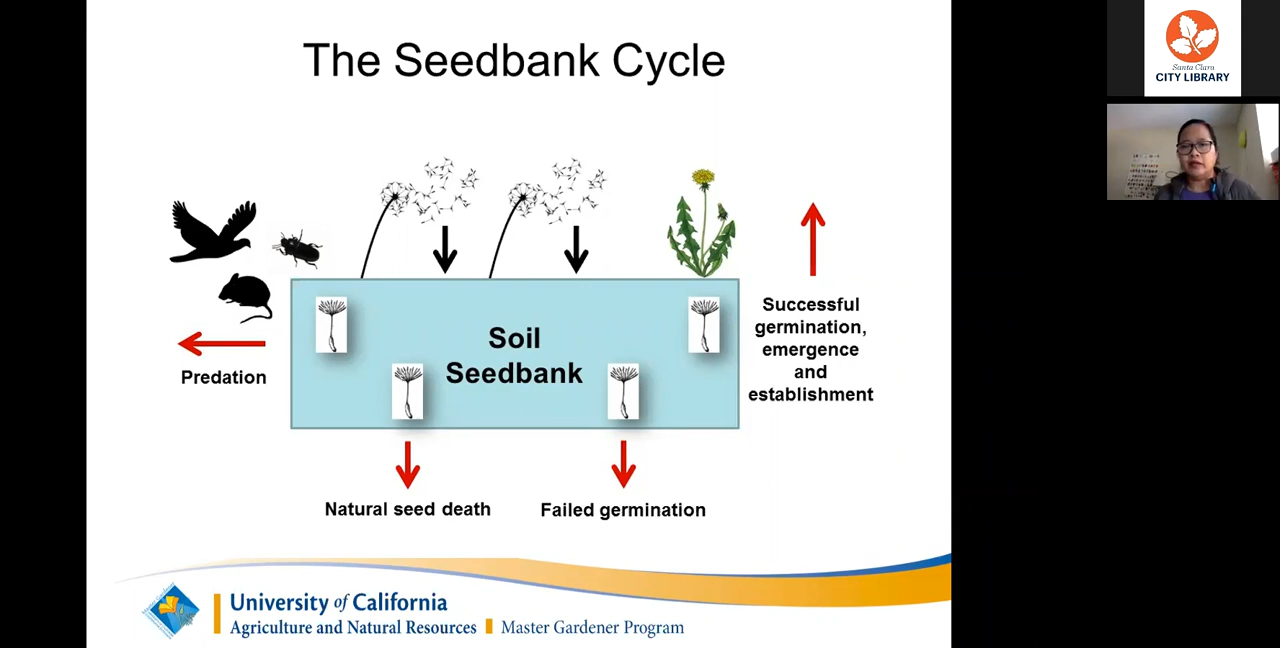 The Seedbank Cycle
Soil
Seedbank
Predation
Successful
germination,
emergence
and
establishment
Natural seed death
Failed germination
University of California
Agriculture and Natural Resources
Master Gardener Program
Santa Clara
CITY LIBRARY